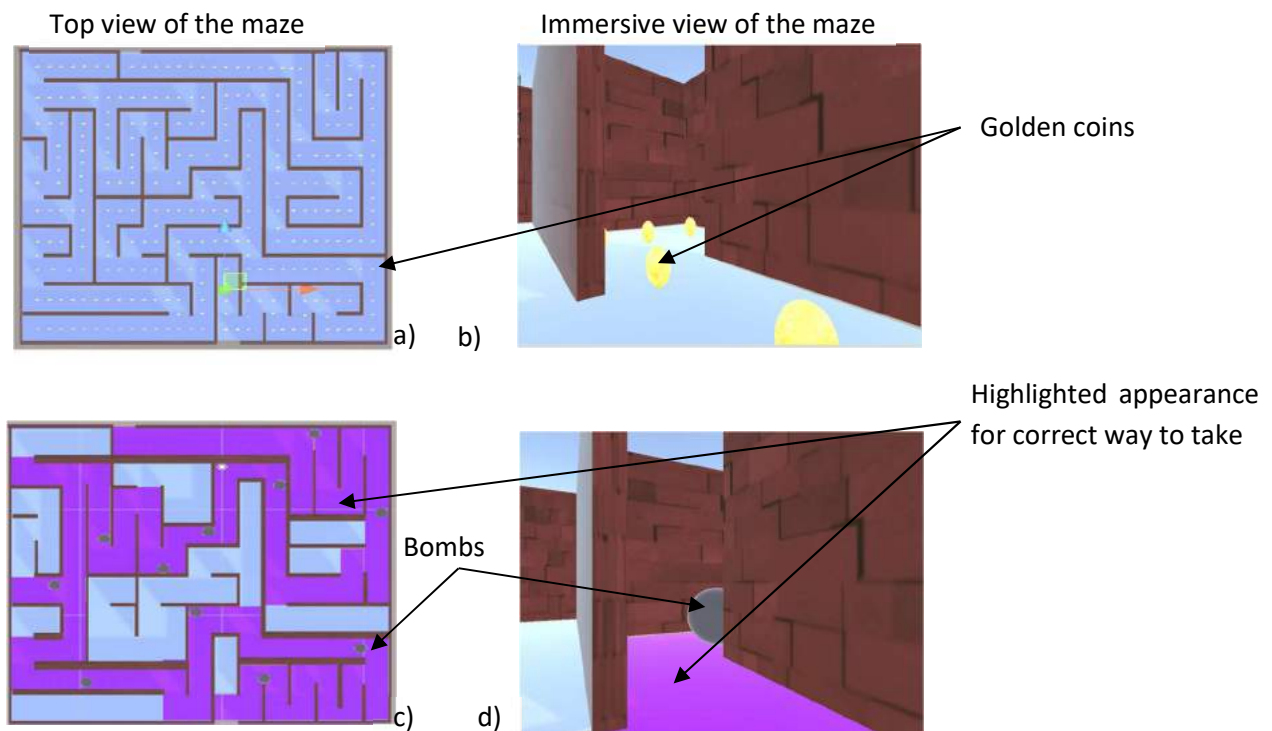 Top view of the maze
Immersive view of the maze
Golden coins
a)
b)
Highlighted appearance
for correct way to take
Bombs
c)
d)